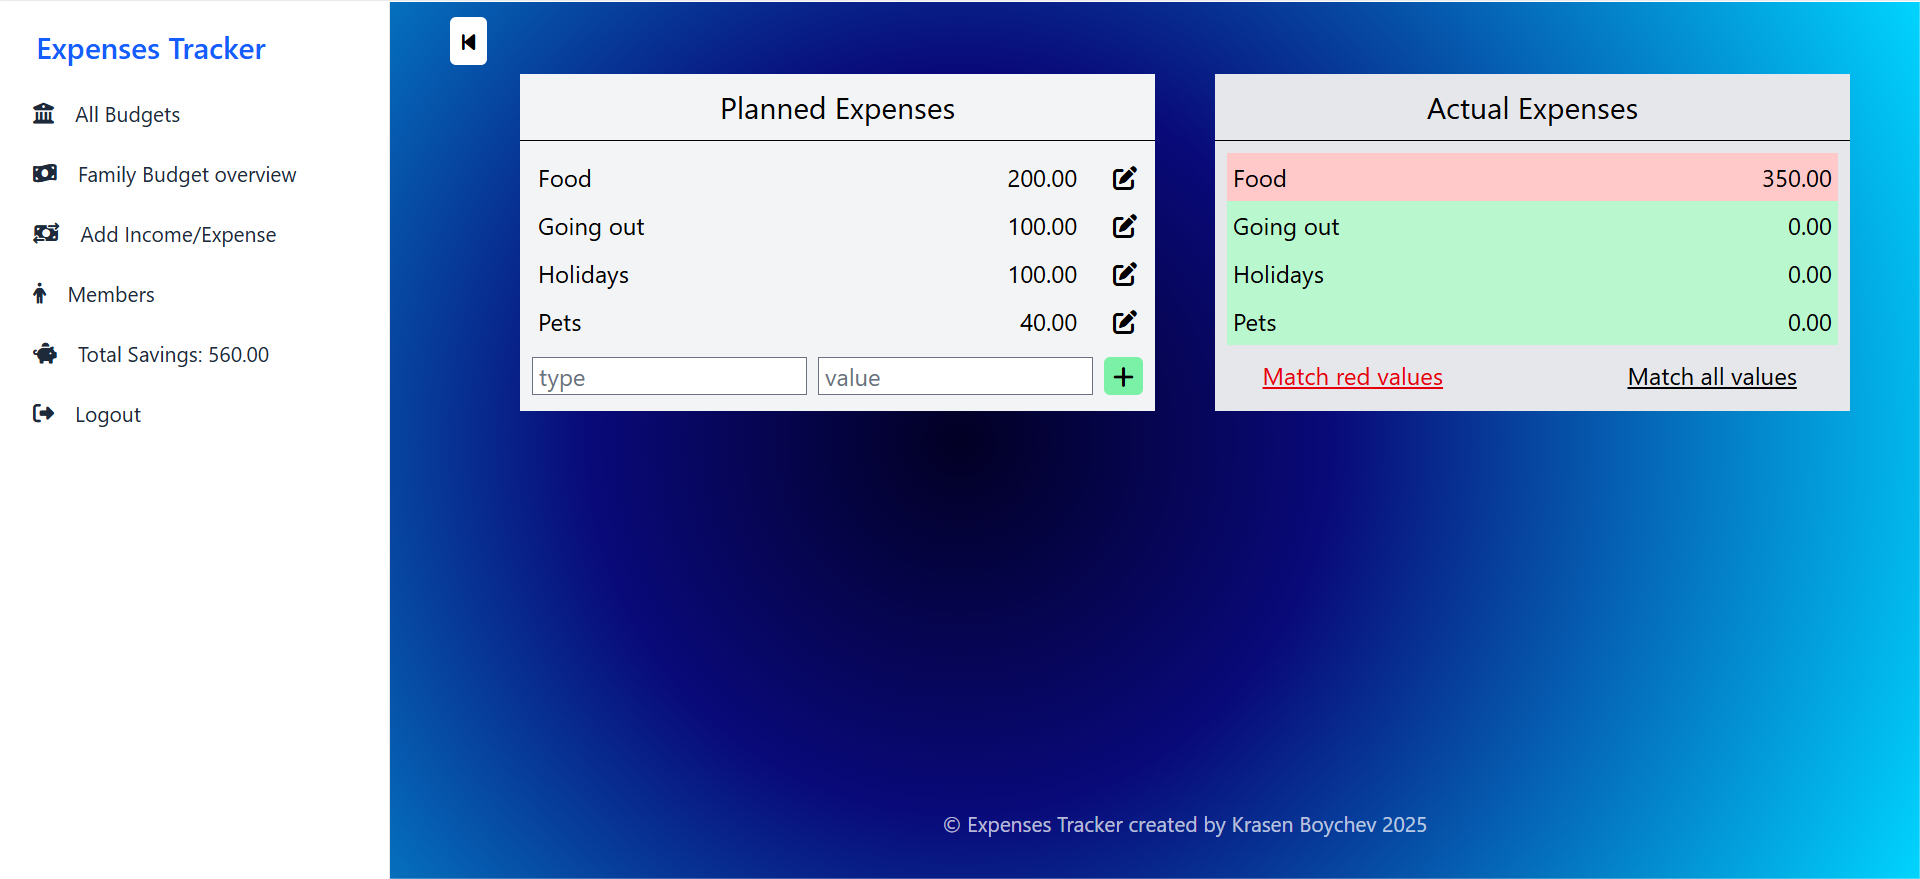 Expenses Tracker
All Budgets
Family Budget overview
Add Income/Expense
Members
Total Savings: 560.00
Logout
Planned Expenses
Food 200.00
Going out 100.00
Holidays 100.00
Pets 40.00
type value
Actual Expenses
Food 350.00
Going out 0.00
Holidays 0.00
Pets 0.00
Match red values Match all values
© Expenses Tracker created by Krasen Boychev 2025